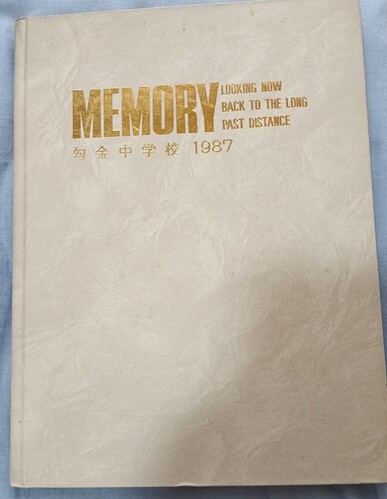 MEMORY
LOOKING NOW
BACK TO THE LONG
PAST DISTANCE
勾金中学校 1987